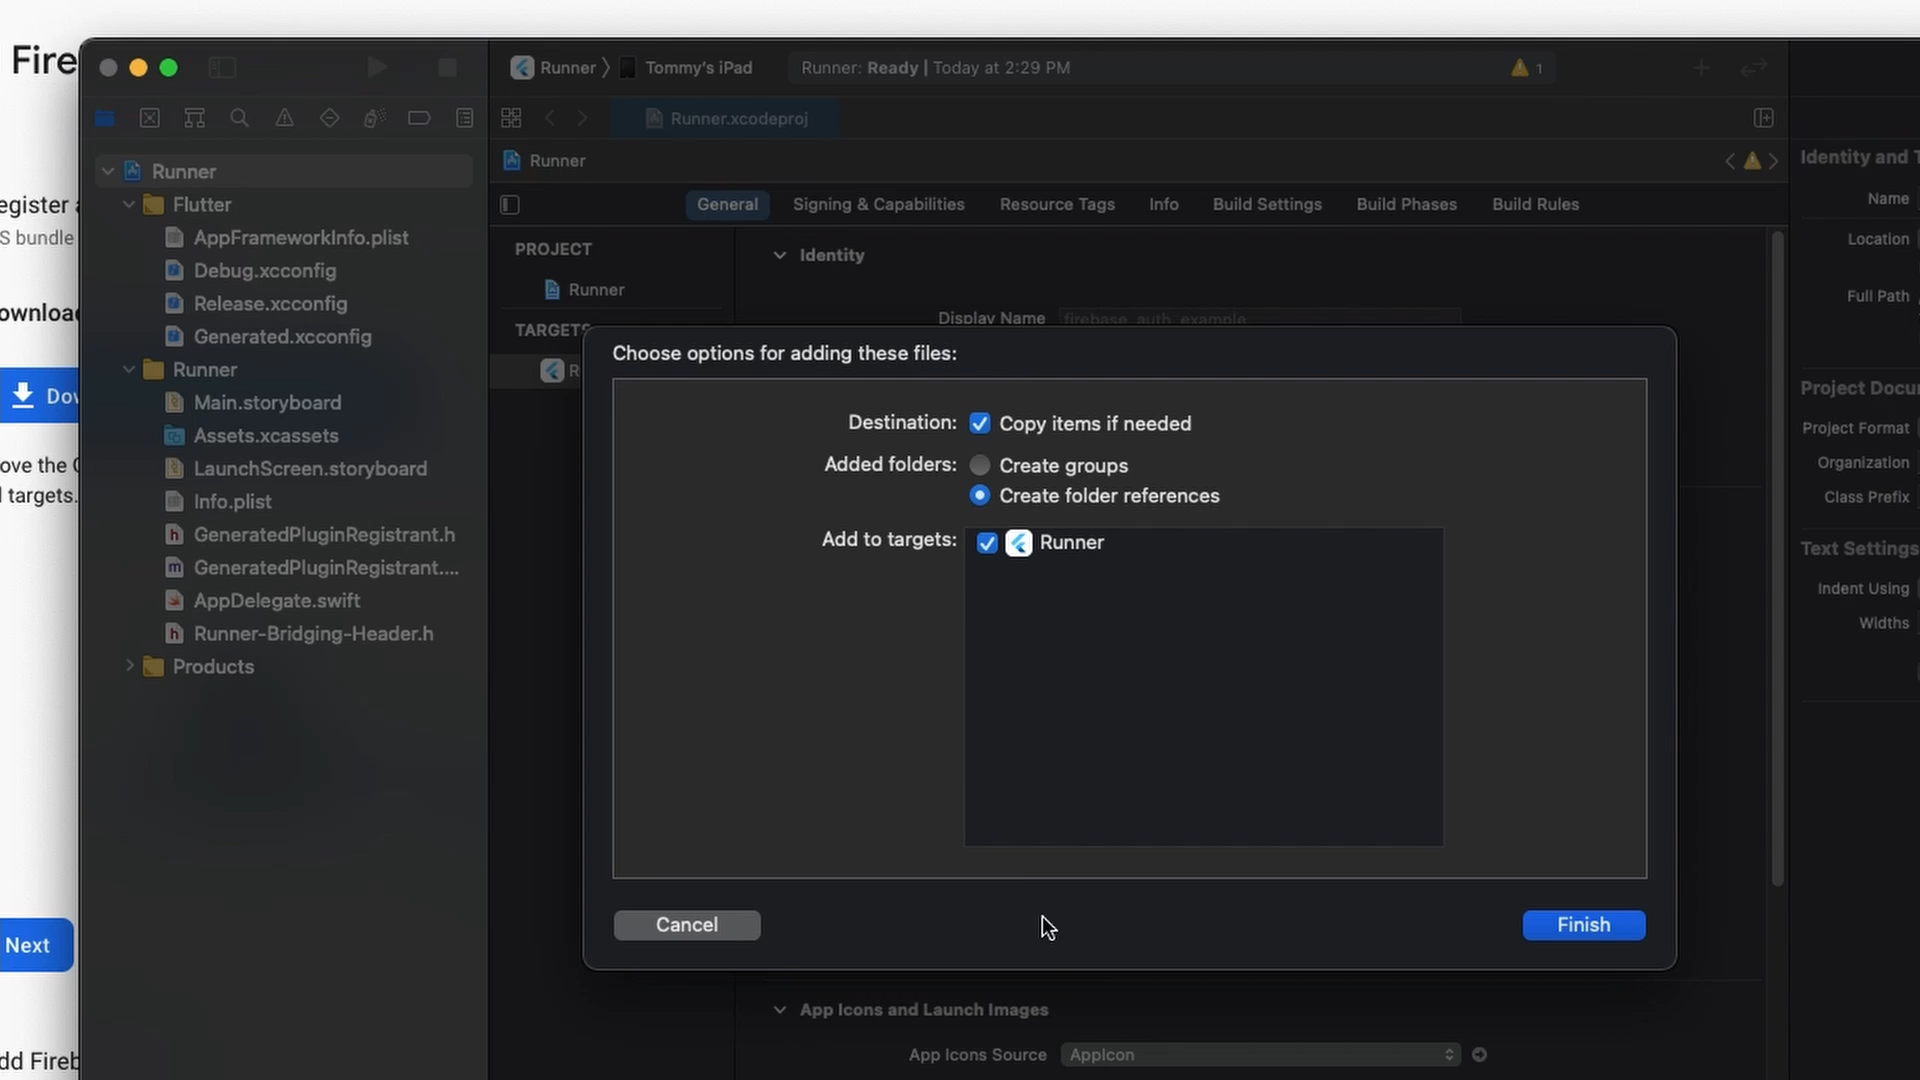 Fire
Runner
Tommy's iPad
Runner: Ready | Today at 2:29 PM
1
Runner.xcodeproj
Runner
Runner
Flutter
AppFrameworkInfo.plist
Debug.xcconfig
Release.xcconfig
Generated.xcconfig
Runner
Main.storyboard
Assets.xcassets
LaunchScreen.storyboard
Info.plist
GeneratedPluginRegistrant.h
GeneratedPluginRegistrant....
AppDelegate.swift
Runner-Bridging-Header.h
Products
General
Signing & Capabilities
Resource Tags
Info
Build Settings
Build Phases
Build Rules
PROJECT
Runner
TARGETS
R
Identity
Display Name
firebase_auth_example
Choose options for adding these files:
Destination:
Copy items if needed
Added folders:
Create groups
Create folder references
Add to targets:
Runner
Cancel
Finish
App Icons and Launch Images
App Icons Source
AppIcon
Identity and T
Name
Location
Full Path
Project Docu
Project Format
Organization
Class Prefix
Text Settings
Indent Using
Widths
egister a
S bundle
ownload
Dow
ove the
l targets.
Next
dd Fireb